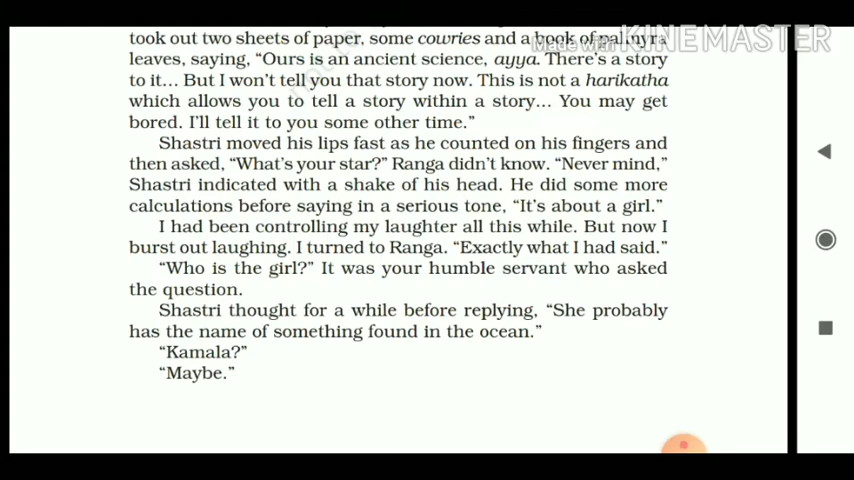 took out two sheets of paper, some cowries and a book of palmyra
Made with KINEMASTER
leaves, saying, “Ours is an ancient science, ayya. There’s a story
to it... But I won’t tell you that story now. This is not a harikatha
which allows you to tell a story within a story... You may get
bored. I’ll tell it to you some other time.”
Shastri moved his lips fast as he counted on his fingers and
then asked, “What’s your star?” Ranga didn’t know. “Never mind,”
Shastri indicated with a shake of his head. He did some more
calculations before saying in a serious tone, “It’s about a girl.”
I had been controlling my laughter all this while. But now I
burst out laughing. I turned to Ranga. “Exactly what I had said.”
“Who is the girl?” It was your humble servant who asked
the question.
Shastri thought for a while before replying, “She probably
has the name of something found in the ocean.”
“Kamala?”
“Maybe.”